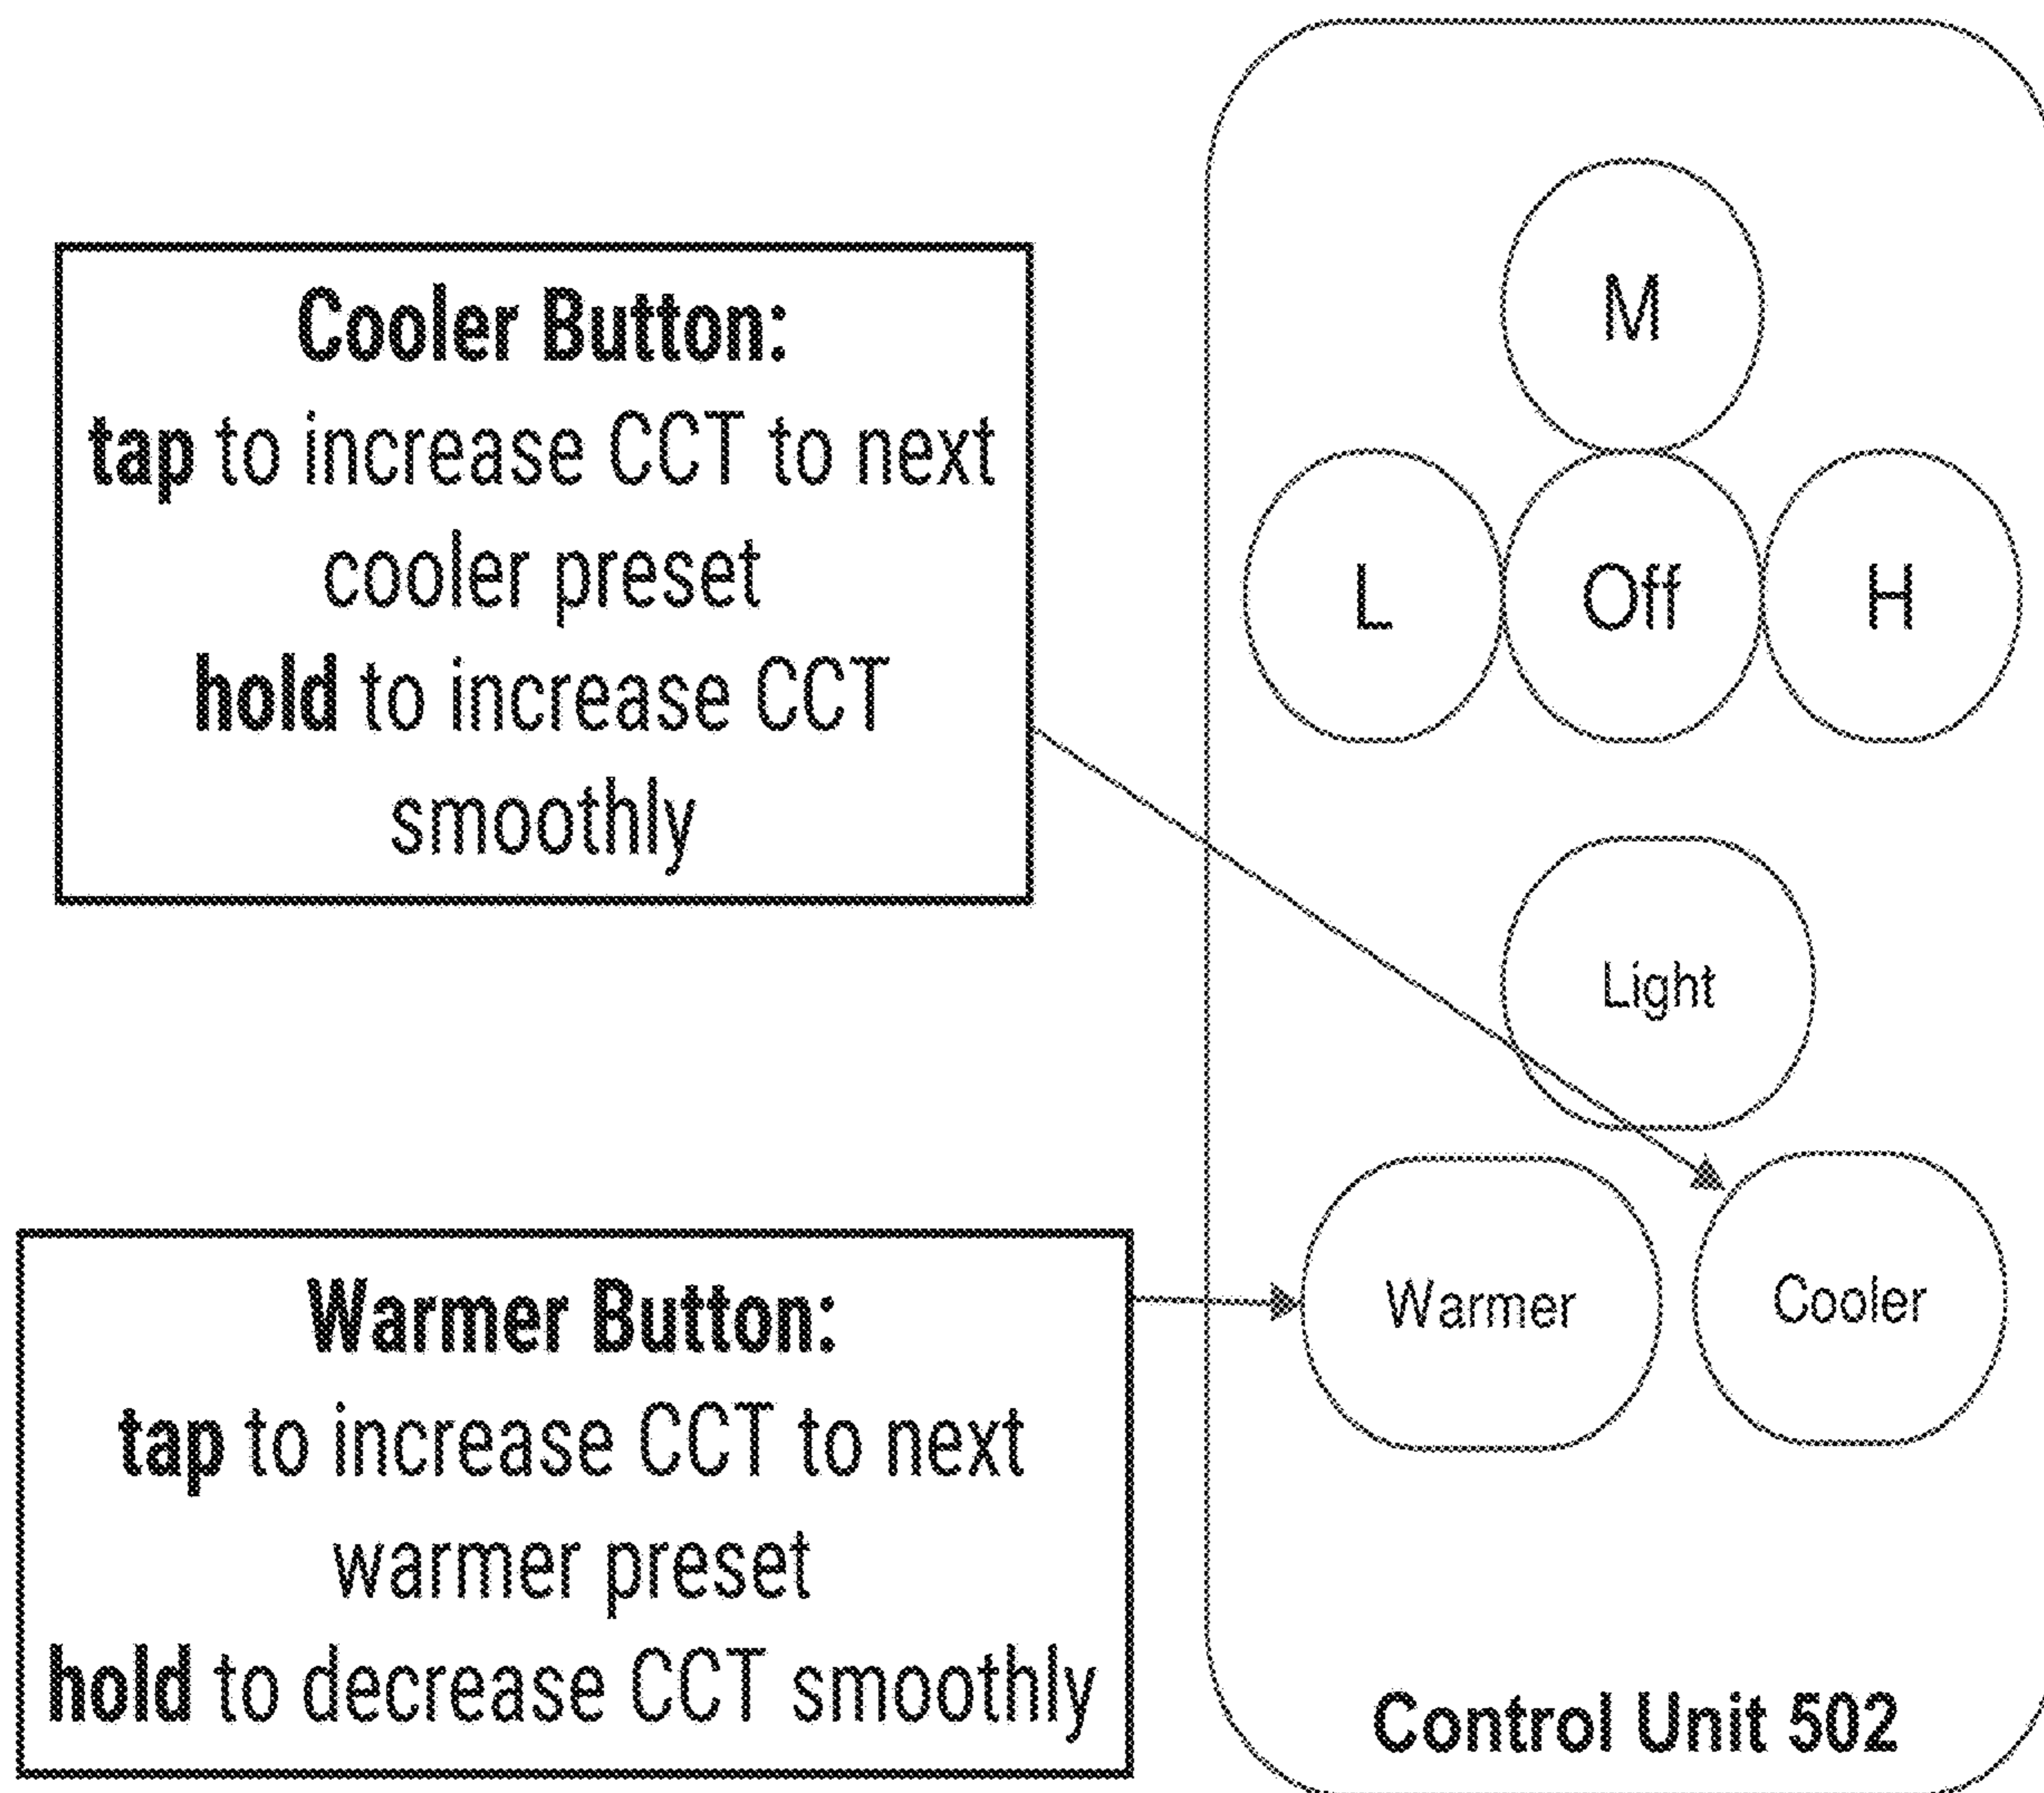 Cooler Button:
tap to increase CCT to next
cooler preset
hold to increase CCT
smoothly
Warmer Button:
tap to increase CCT to next
warmer preset
hold to decrease CCT smoothly
M
L Off H
Light
Warmer Cooler
Control Unit 502